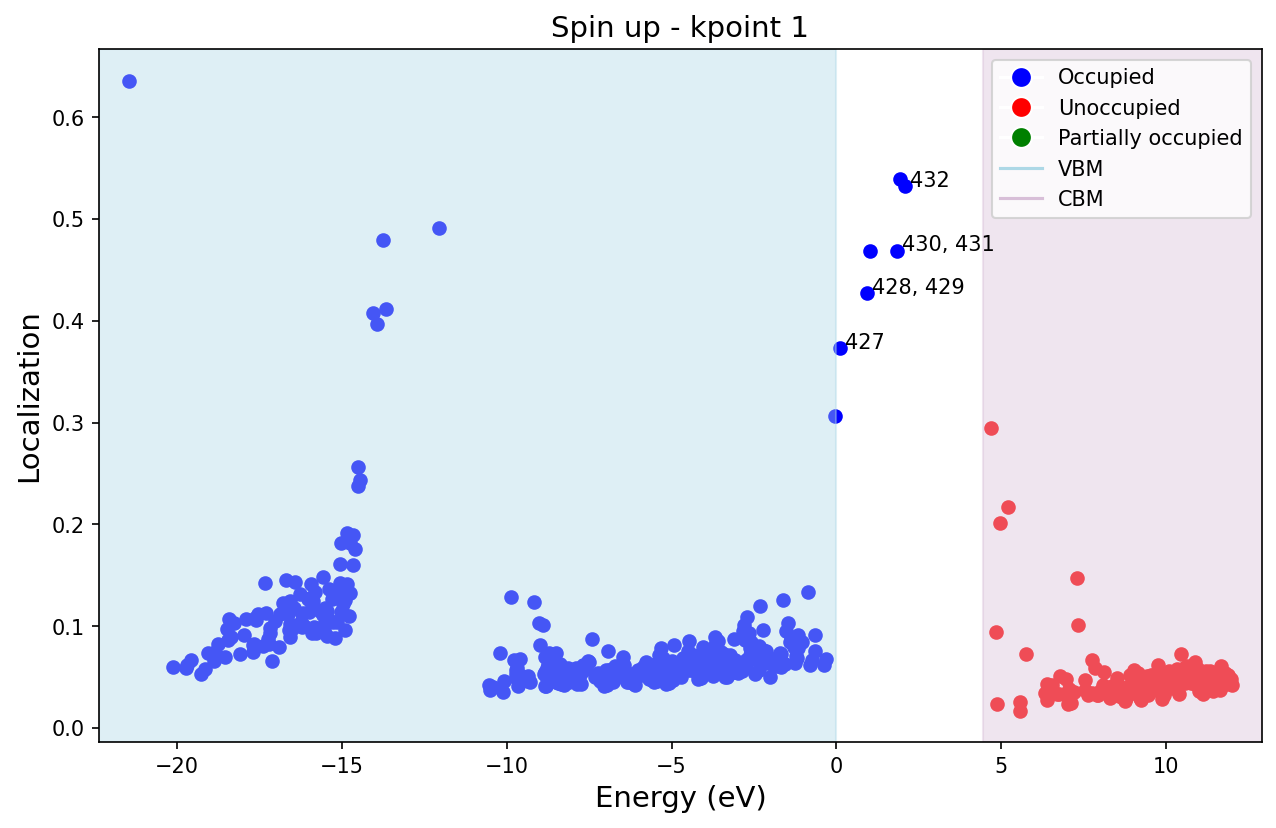 Spin up - kpoint 1
Localization
0.6
0.5
0.4
0.3
0.2
0.1
0.0
432
430, 431
428, 429
427
Occupied
Unoccupied
Partially occupied
VBM
CBM
−20
−15
−10
−5
0
5
10
Energy (eV)